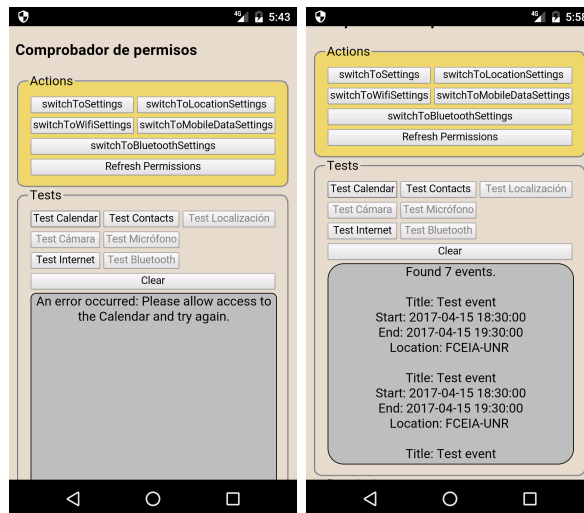 4G 5:43
Comprobador de permisos
Actions
switchToSettings switchToLocationSettings
switchToWifiSettings switchToMobileDataSettings
switchToBluetoothSettings
Refresh Permissions
Tests
Test Calendar Test Contacts Test Localización
Test Cámara Test Micrófono
Test Internet Test Bluetooth
Clear
An error occurred: Please allow access to
the Calendar and try again.
4G 5:58
Actions
switchToSettings switchToLocationSettings
switchToWifiSettings switchToMobileDataSettings
switchToBluetoothSettings
Refresh Permissions
Tests
Test Calendar Test Contacts Test Localización
Test Cámara Test Micrófono
Test Internet Test Bluetooth
Clear
Found 7 events.
Title: Test event
Start: 2017-04-15 18:30:00
End: 2017-04-15 19:30:00
Location: FCEIA-UNR
Title: Test event
Start: 2017-04-15 18:30:00
End: 2017-04-15 19:30:00
Location: FCEIA-UNR
Title: Test event